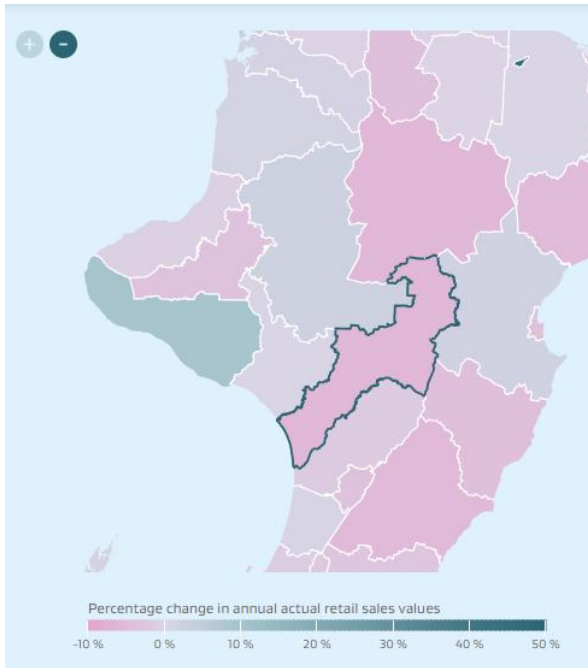 + -
Percentage change in annual actual retail sales values
-10 % 0 % 10 % 20 % 30 % 40 % 50 %